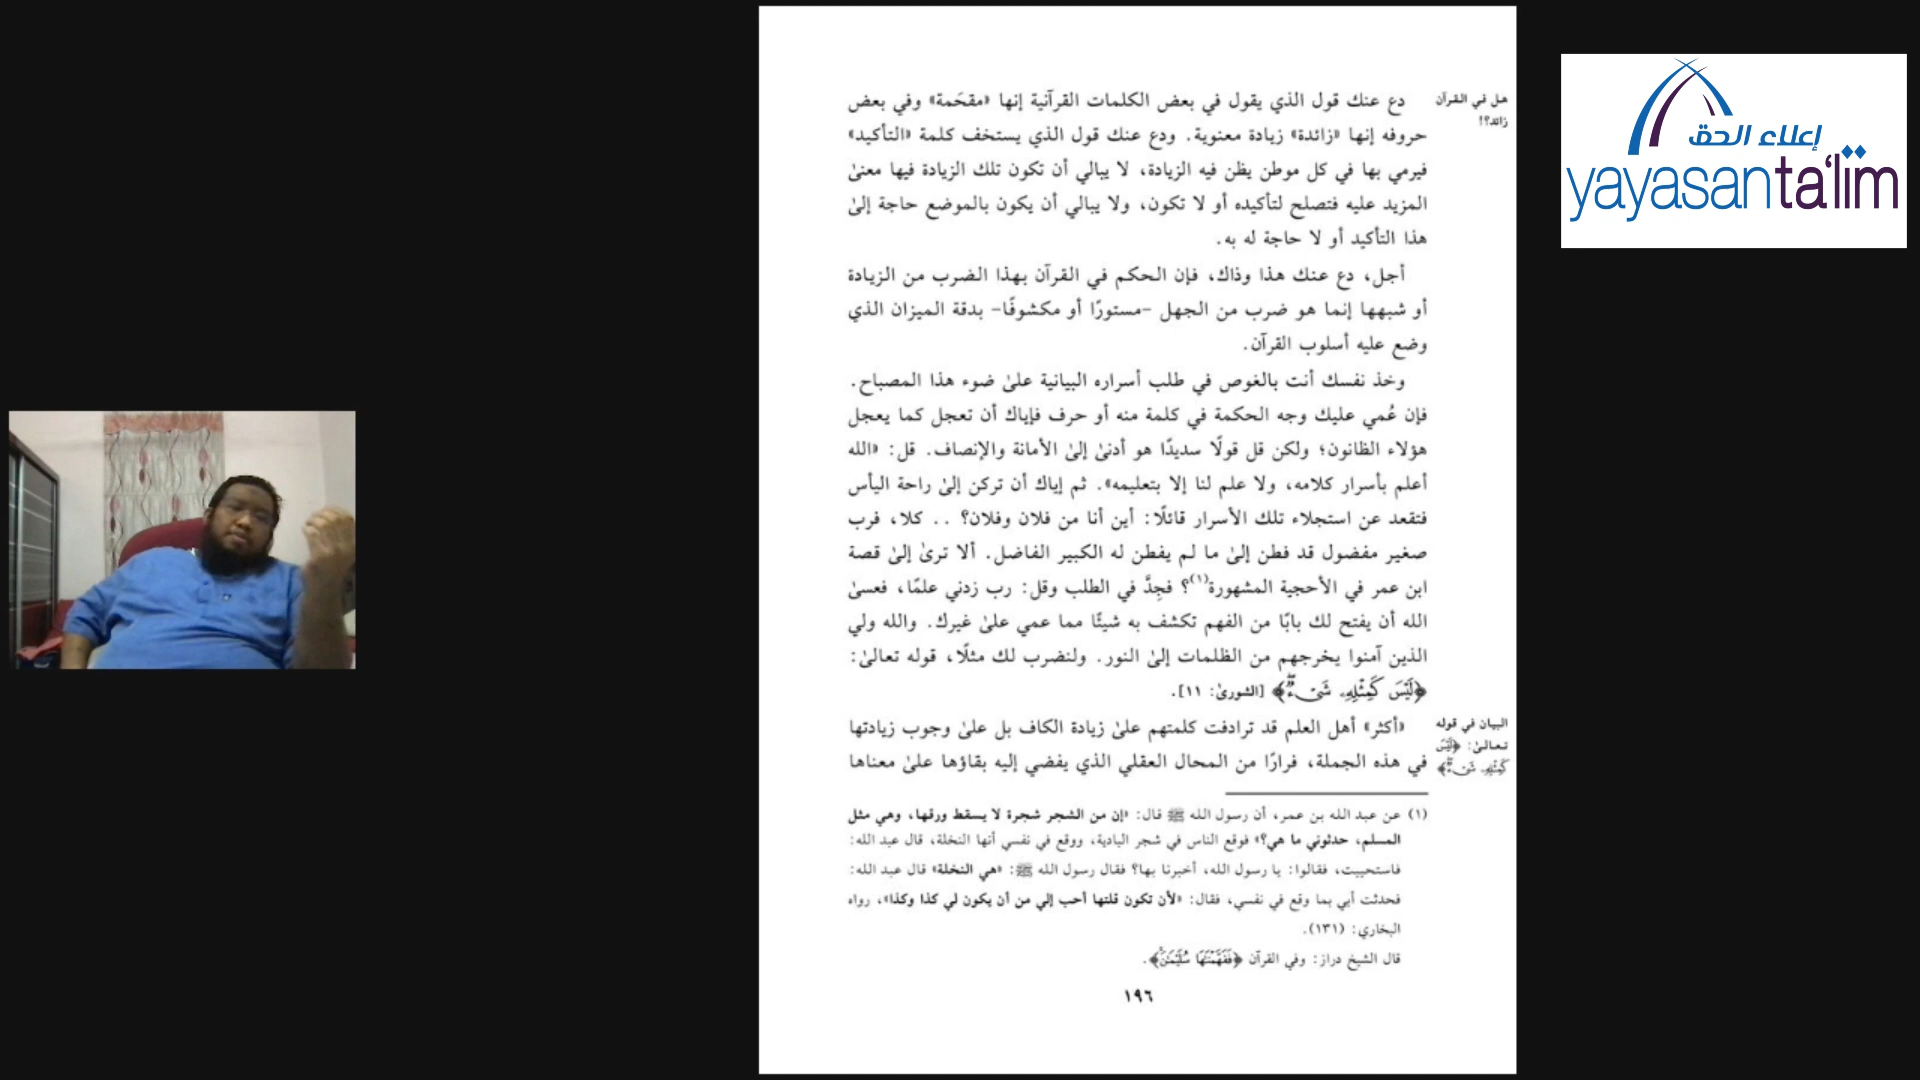 هل في القرآن
زائد؟!
دع عنك قول الذي يقول في بعض الكلمات القرآنية إنها «مقحَمة» وفي بعض
حروفه إنها «زائدة» زيادة معنوية. ودع عنك قول الذي يستخف كلمة «التأكيد»
فيرمي بها في كل موطن يظن فيه الزيادة، لا يبالي أن تكون تلك الزيادة فيها معنىٰ
المزيد عليه فتصلح لتأكيده أو لا تكون، ولا يبالي أن يكون بالموضع حاجة إلىٰ
هذا التأكيد أو لا حاجة له به.
أجل، دع عنك هذا وذاك، فإن الحكم في القرآن بهذا الضرب من الزيادة
أو شبهها إنما هو ضرب من الجهل -مستورًا أو مكشوفًا- بدقة الميزان الذي
وضع عليه أسلوب القرآن.
وخذ نفسك أنت بالغوص في طلب أسراره البيانية علىٰ ضوء هذا المصباح.
فإن عُمي عليك وجه الحكمة في كلمة منه أو حرف فإياك أن تعجل كما يعجل
هؤلاء الظانون؛ ولكن قل قولًا سديدًا هو أدنىٰ إلىٰ الأمانة والإنصاف. قل: «الله
أعلم بأسرار كلامه، ولا علم لنا إلا بتعليمه». ثم إياك أن تركن إلىٰ راحة اليأس
فتقعد عن استجلاء تلك الأسرار قائلًا: أين أنا من فلان وفلان؟ .. كلا، فرب
صغير مفضول قد فطن إلىٰ ما لم يفطن له الكبير الفاضل. ألا ترىٰ إلىٰ قصة
ابن عمر في الأحجية المشهورة(١)؟ فجِدَّ في الطلب وقل: رب زدني علمًا، فعسىٰ
الله أن يفتح لك بابًا من الفهم تكشف به شيئًا مما عمي علىٰ غيرك. والله ولي
الذين آمنوا يخرجهم من الظلمات إلىٰ النور. ولنضرب لك مثلًا، قوله تعالىٰ:
﴿لَيْسَ كَمِثْلِهِۦ شَىْءٌۖ﴾ [الشورىٰ: ١١].
البيان في قوله
تعالىٰ: ﴿لَيْسَ
كَمِثْلِهِۦ شَىْءٌۖ﴾
«أكثر» أهل العلم قد ترادفت كلمتهم علىٰ زيادة الكاف بل علىٰ وجوب زيادتها
في هذه الجملة، فرارًا من المحال العقلي الذي يفضي إليه بقاؤها علىٰ معناها
(١) عن عبد الله بن عمر، أن رسول الله ﷺ قال: «إن من الشجر شجرة لا يسقط ورقها، وهي مثل
المسلم، حدثوني ما هي؟» فوقع الناس في شجر البادية، ووقع في نفسي أنها النخلة، قال عبد الله:
فاستحييت، فقالوا: يا رسول الله، أخبرنا بها؟ فقال رسول الله ﷺ: «هي النخلة» قال عبد الله:
فحدثت أبي بما وقع في نفسي، فقال: «لأن تكون قلتها أحب إلي من أن يكون لي كذا وكذا»، رواه
البخاري: (١٣١).
قال الشيخ دراز: وفي القرآن ﴿فَفَهَّمْنَٰهَا سُلَيْمَٰنَۚ﴾.
١٩٦
إعلاء الحق
yayasanta'lim